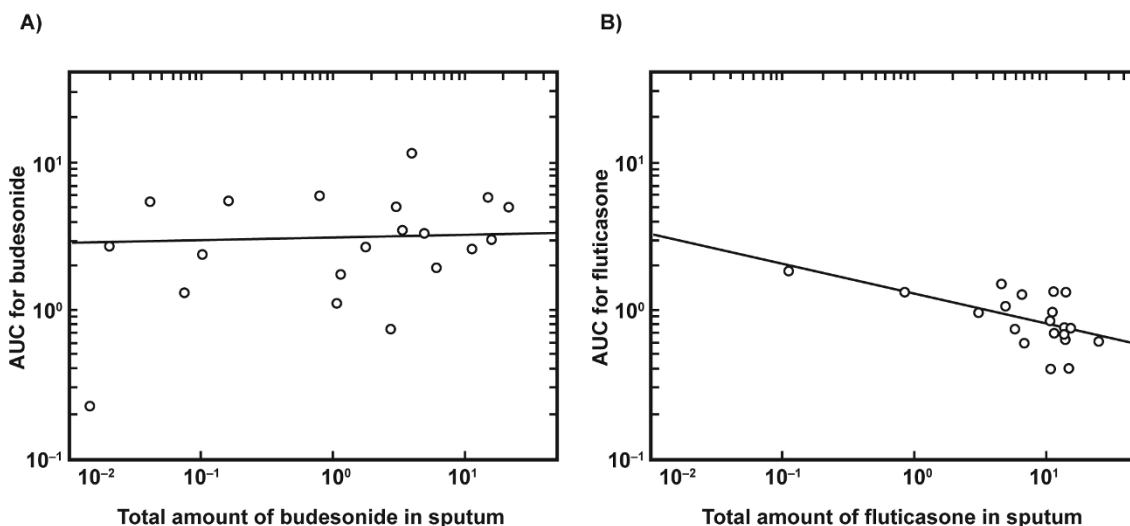 A)
AUC for budesonide
10¹
10⁰
10⁻¹
10⁻² 10⁻¹ 10⁰ 10¹
Total amount of budesonide in sputum
B)
AUC for fluticasone
10¹
10⁰
10⁻¹
10⁻² 10⁻¹ 10⁰ 10¹
Total amount of fluticasone in sputum